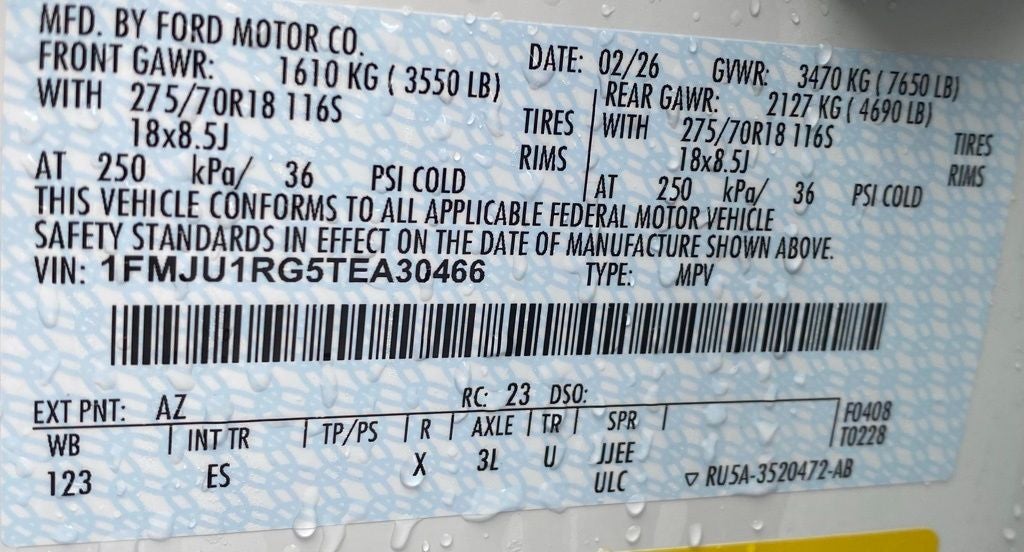 MFD. BY FORD MOTOR CO.
DATE: 02/26 GVWR: 3470 KG ( 7650 LB)
FRONT GAWR: 1610 KG ( 3550 LB)
WITH 275/70R18 116S TIRES
18x8.5J RIMS
AT 250 kPa/ 36 PSI COLD
REAR GAWR: 2127 KG ( 4690 LB)
WITH 275/70R18 116S TIRES
18x8.5J RIMS
AT 250 kPa/ 36 PSI COLD
THIS VEHICLE CONFORMS TO ALL APPLICABLE FEDERAL MOTOR VEHICLE
SAFETY STANDARDS IN EFFECT ON THE DATE OF MANUFACTURE SHOWN ABOVE.
VIN: 1FMJU1RG5TEA30466 TYPE: MPV
EXT PNT: AZ RC: 23 DSO:
WB INT TR TP/PS R AXLE TR SPR
123 ES X 3L U JJEE
ULC
F0408
T0228
RU5A-3520472-AB